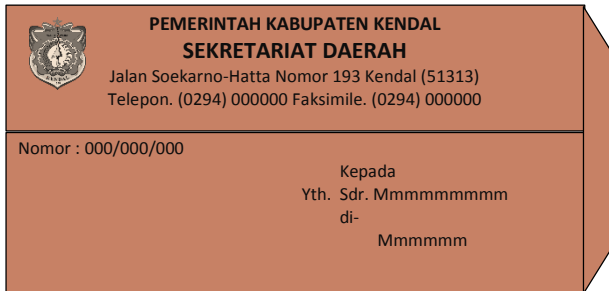 PEMERINTAH KABUPATEN KENDAL
SEKRETARIAT DAERAH
Jalan Soekarno-Hatta Nomor 193 Kendal (51313)
Telepon. (0294) 000000 Faksimile. (0294) 000000
KENDAL
Nomor : 000/000/000
Kepada
Yth. Sdr. Mmmmmmmmm
di-
Mmmmmm